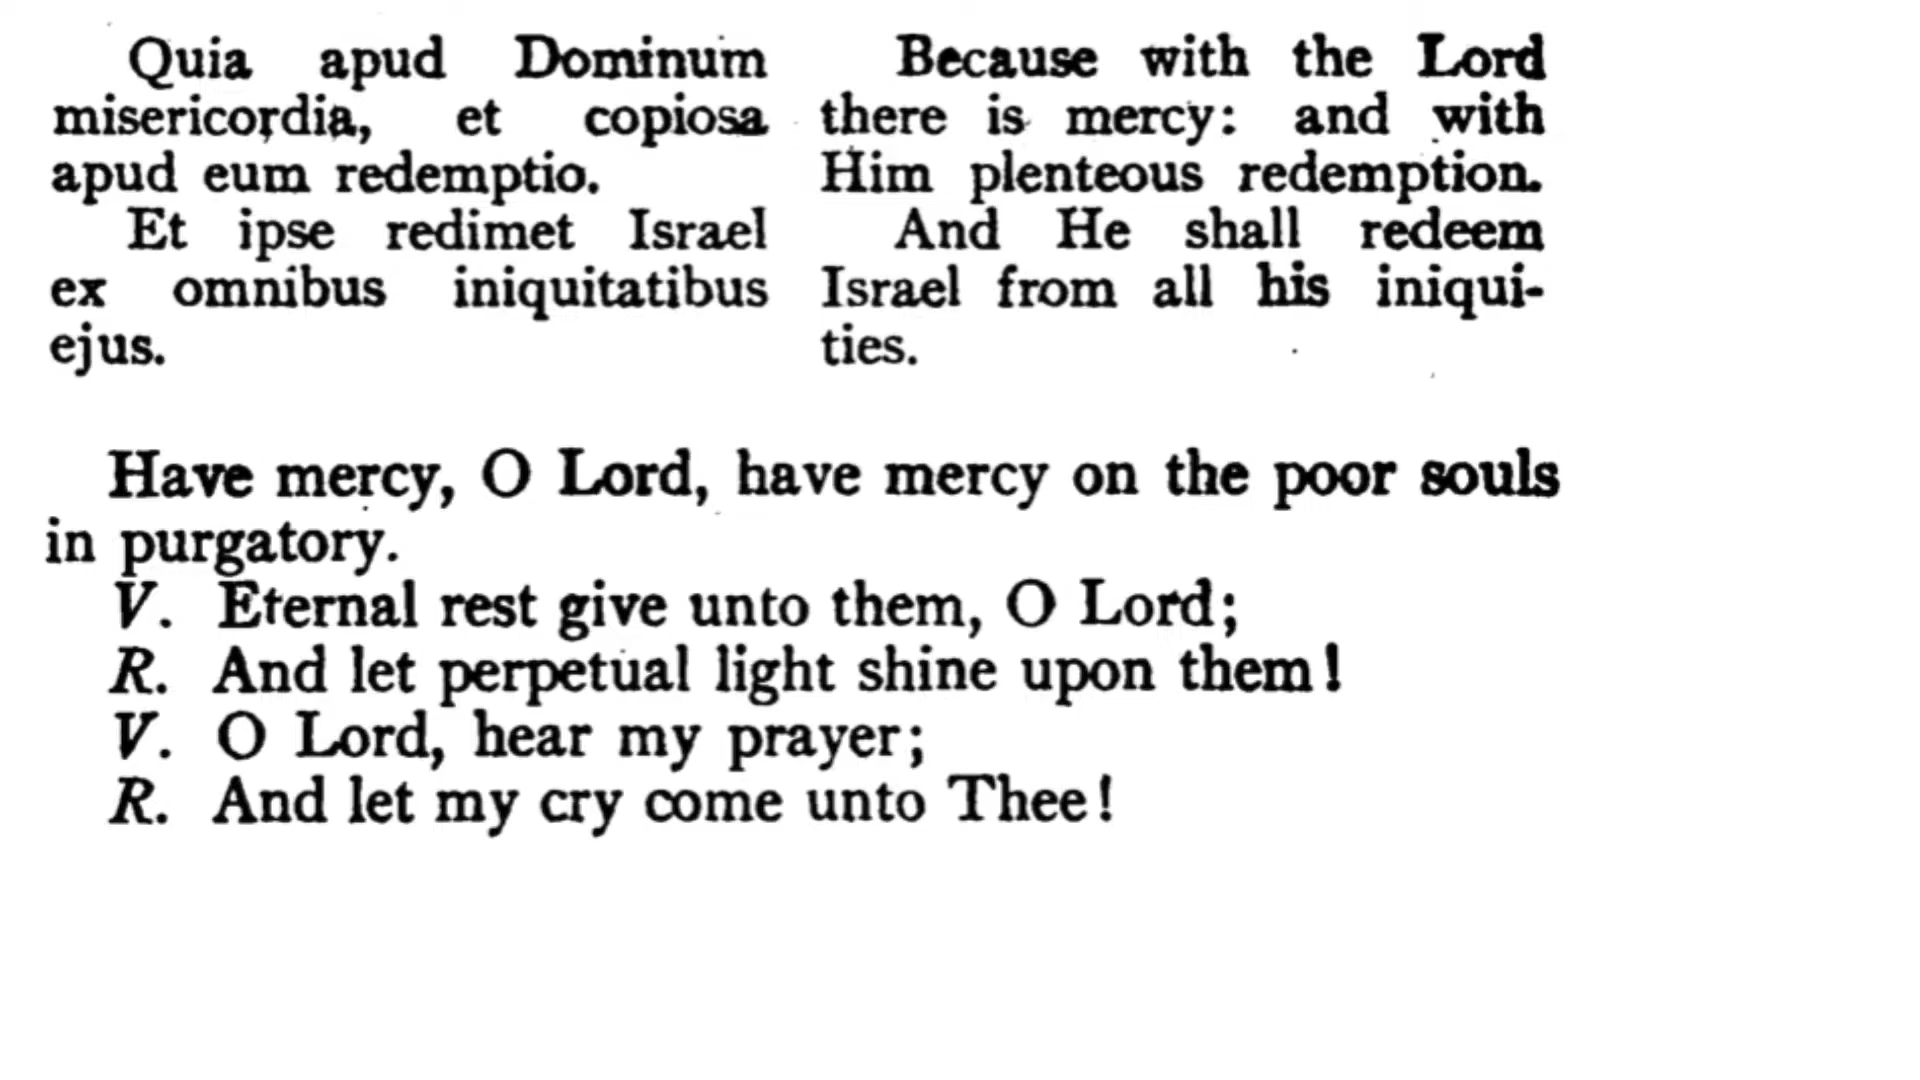 Quia apud Dominum
misericordia, et copiosa
apud eum redemptio.
Et ipse redimet Israel
ex omnibus iniquitatibus
ejus.
Because with the Lord
there is mercy: and with
Him plenteous redemption.
And He shall redeem
Israel from all his iniqui-
ties.
Have mercy, O Lord, have mercy on the poor souls
in purgatory.
V. Eternal rest give unto them, O Lord;
R. And let perpetual light shine upon them!
V. O Lord, hear my prayer;
R. And let my cry come unto Thee!